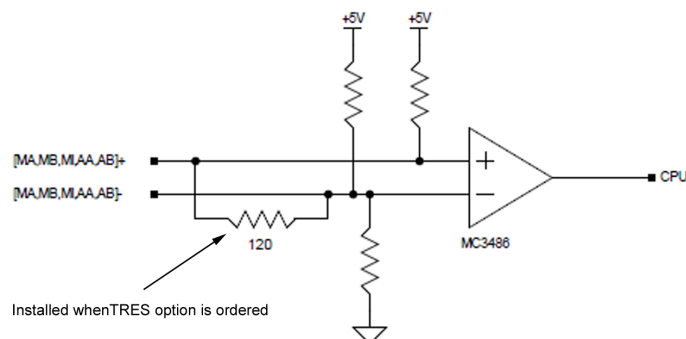 +5V +5V
[MA,MB,MI,AA,AB]+
CPU
[MA,MB,MI,AA,AB]-
120
MC3486
Installed whenTRES option is ordered